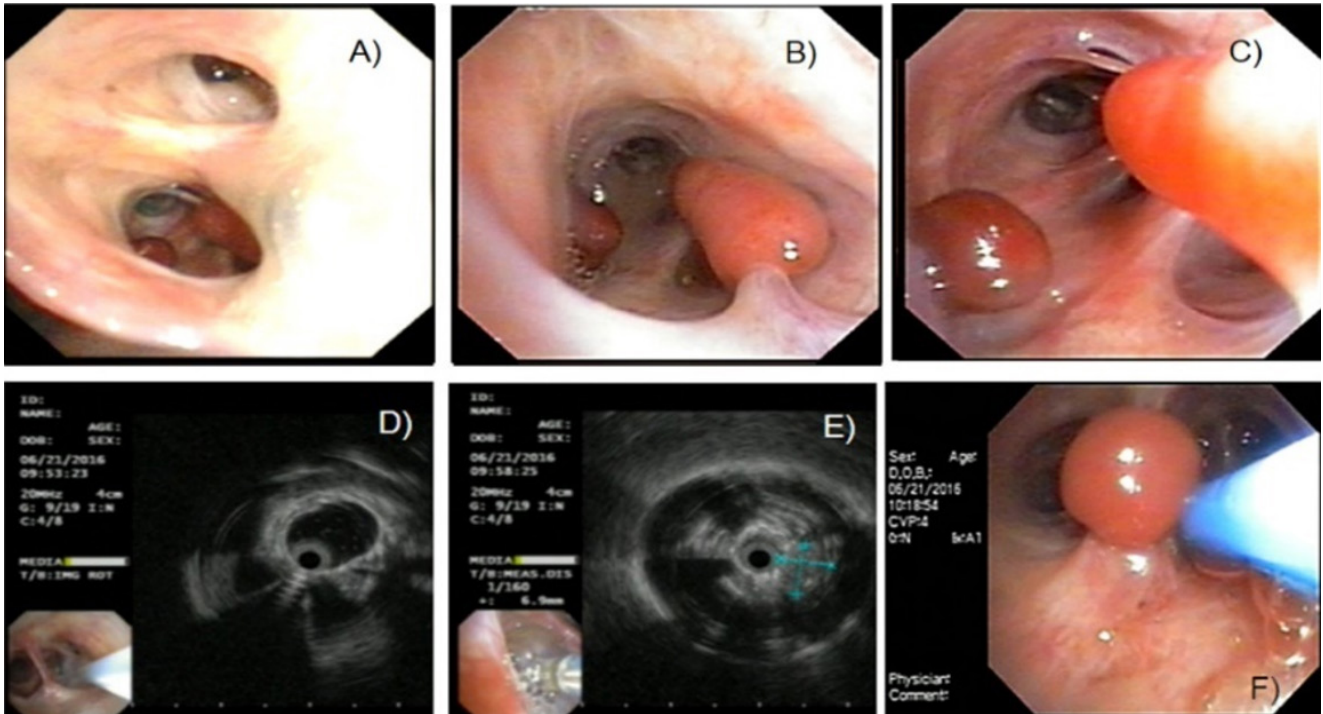 A)
B)
C)
ID:
NAME:
AGE:
DOB: SEX:
06/21/2016
09:53:23
20MHz 4cm
G: 9/19 I:N
C:4/8
MEDIA
T/B:IMG ROT
D)
ID:
NAME:
AGE:
DOB: SEX:
06/21/2016
09:58:25
20MHz 4cm
G: 9/19 I:N
C:4/8
MEDIA
T/B:MEAS.DIS
1/160
+: 6.9mm
E)
Sex: Age:
D.O.B.:
06/21/2016
10:18:54
CVP:4
Physician:
Comment:
F)